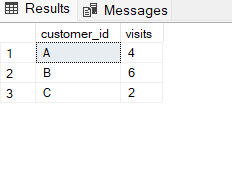 Results Messages
customer_id visits
1 A 4
2 B 6
3 C 2